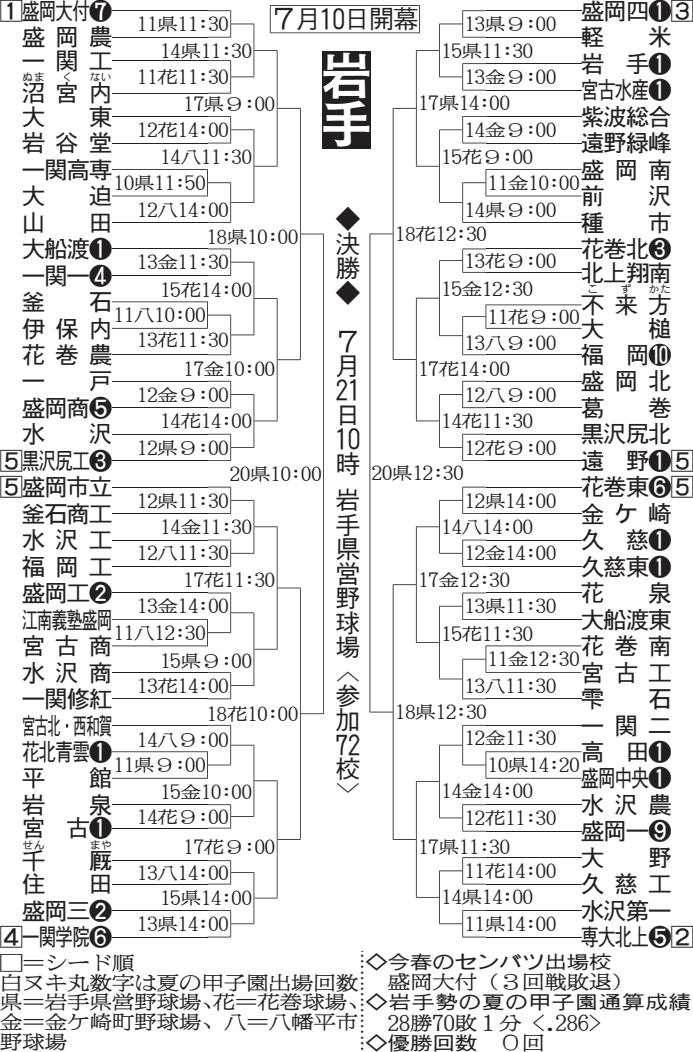 7月10日開幕
岩手
◆決勝◆ 7月21日10時 岩手県営野球場〈参加72校〉
1盛岡大付❼
盛岡農
一関工
沼宮内
ぬまくない
大東
岩谷堂
一関高専
大迫
山田
大船渡❶
一関一❹
釜石
伊保内
花巻農
一戸
盛岡商❺
水沢
5黒沢尻工❸
5盛岡市立
釜石商工
水沢工
福岡工
盛岡工❷
江南義塾盛岡
宮古商
水沢商
一関修紅
宮古北・西和賀
花北青雲❶
平舘
岩泉
宮古❶
千厩
せんまや
住田
盛岡三❷
4一関学院❻
11県11:30
14県11:30
11花11:30
17県9:00
12花14:00
14八11:30
10県11:50
12八14:00
18県10:00
13金11:30
15花14:00
11八10:00
13花11:30
17金10:00
12金9:00
14花14:00
12県9:00
20県10:00
12県11:30
14金11:30
12八11:30
17花11:30
13金14:00
11八12:30
15県9:00
13花14:00
18花10:00
14八9:00
11県9:00
15金10:00
14花9:00
17花9:00
13八14:00
15県14:00
13県14:00
盛岡四❶3
軽米
岩手❶
宮古水産❶
紫波総合
遠野緑峰
盛岡南
前沢
種市
花巻北❸
北上翔南
不来方
こずかた
大槌
福岡❿
盛岡北
葛巻
黒沢尻北
遠野❶5
花巻東❻5
金ケ崎
久慈❶
久慈東❶
花泉
大船渡東
花巻南
宮古工
雫石
一関二
高田❶
盛岡中央❶
水沢農
盛岡一❾
大野
久慈工
水沢第一
専大北上❺2
13県9:00
15県11:30
13金9:00
17県14:00
14金9:00
15花9:00
11金10:00
14県9:00
18花12:30
13花9:00
15金12:30
11花9:00
13八9:00
17花14:00
12八9:00
14花11:30
12花9:00
20県12:30
12県14:00
14八14:00
12金14:00
17金12:30
13県11:30
15花11:30
11金12:30
13八11:30
18県12:30
12金11:30
10県14:20
14金14:00
12花11:30
17県11:30
11花14:00
14県14:00
11県14:00
□=シード順
白ヌキ丸数字は夏の甲子園出場回数
県=岩手県営野球場、花=花巻球場、
金=金ケ崎町野球場、八=八幡平市
野球場
◇今春のセンバツ出場校
盛岡大付(3回戦敗退)
◇岩手勢の夏の甲子園通算成績
28勝70敗1分〈.286〉
◇優勝回数 0回